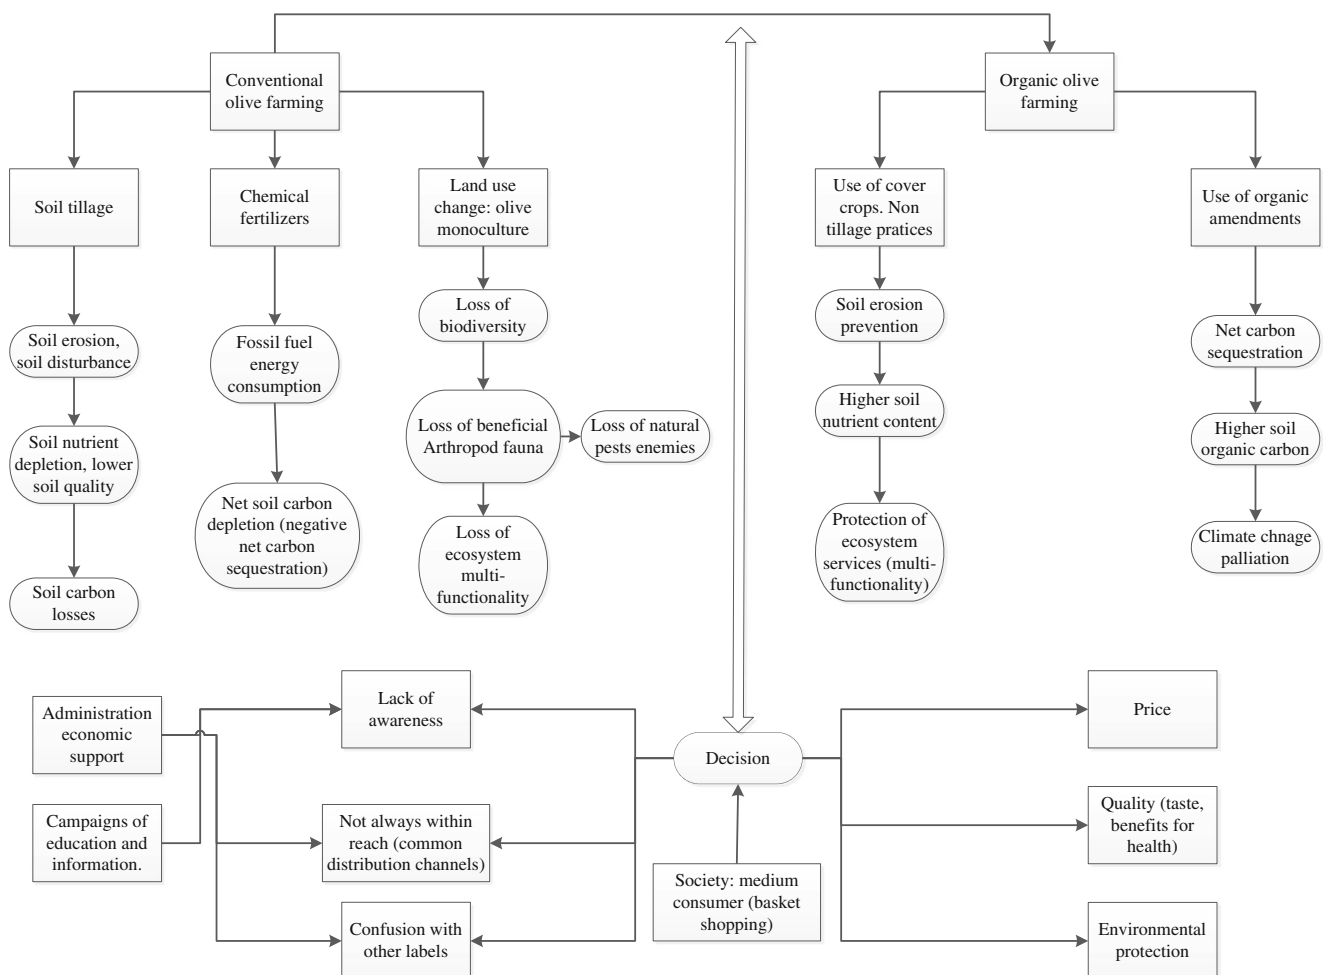 Conventional
olive farming
Organic olive
farming
Soil tillage
Chemical
fertilizers
Land use
change: olive
monoculture
Use of cover
crops. Non
tillage pratices
Use of organic
amendments
Soil erosion,
soil disturbance
Fossil fuel
energy
consumption
Loss of
biodiversity
Soil erosion
prevention
Net carbon
sequestration
Soil nutrient
depletion, lower
soil quality
Loss of beneficial
Arthropod fauna
Loss of natural
pests enemies
Higher soil
nutrient content
Higher soil
organic carbon
Net soil carbon
depletion (negative
net carbon
sequestration)
Loss of
ecosystem
multi-
functionality
Protection of
ecosystem
services (multi-
functionality)
Climate chnage
palliation
Soil carbon
losses
Administration
economic
support
Lack of
awareness
Decision
Price
Campaigns of
education and
information.
Not always within
reach (common
distribution channels)
Quality (taste,
benefits for
health)
Society: medium
consumer (basket
shopping)
Confusion with
other labels
Environmental
protection